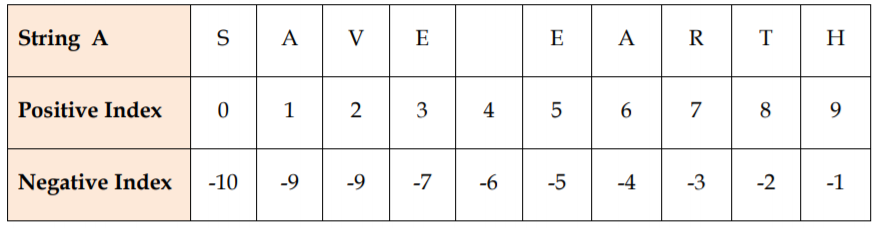 String A S A V E E A R T H
Positive Index 0 1 2 3 4 5 6 7 8 9
Negative Index -10 -9 -9 -7 -6 -5 -4 -3 -2 -1